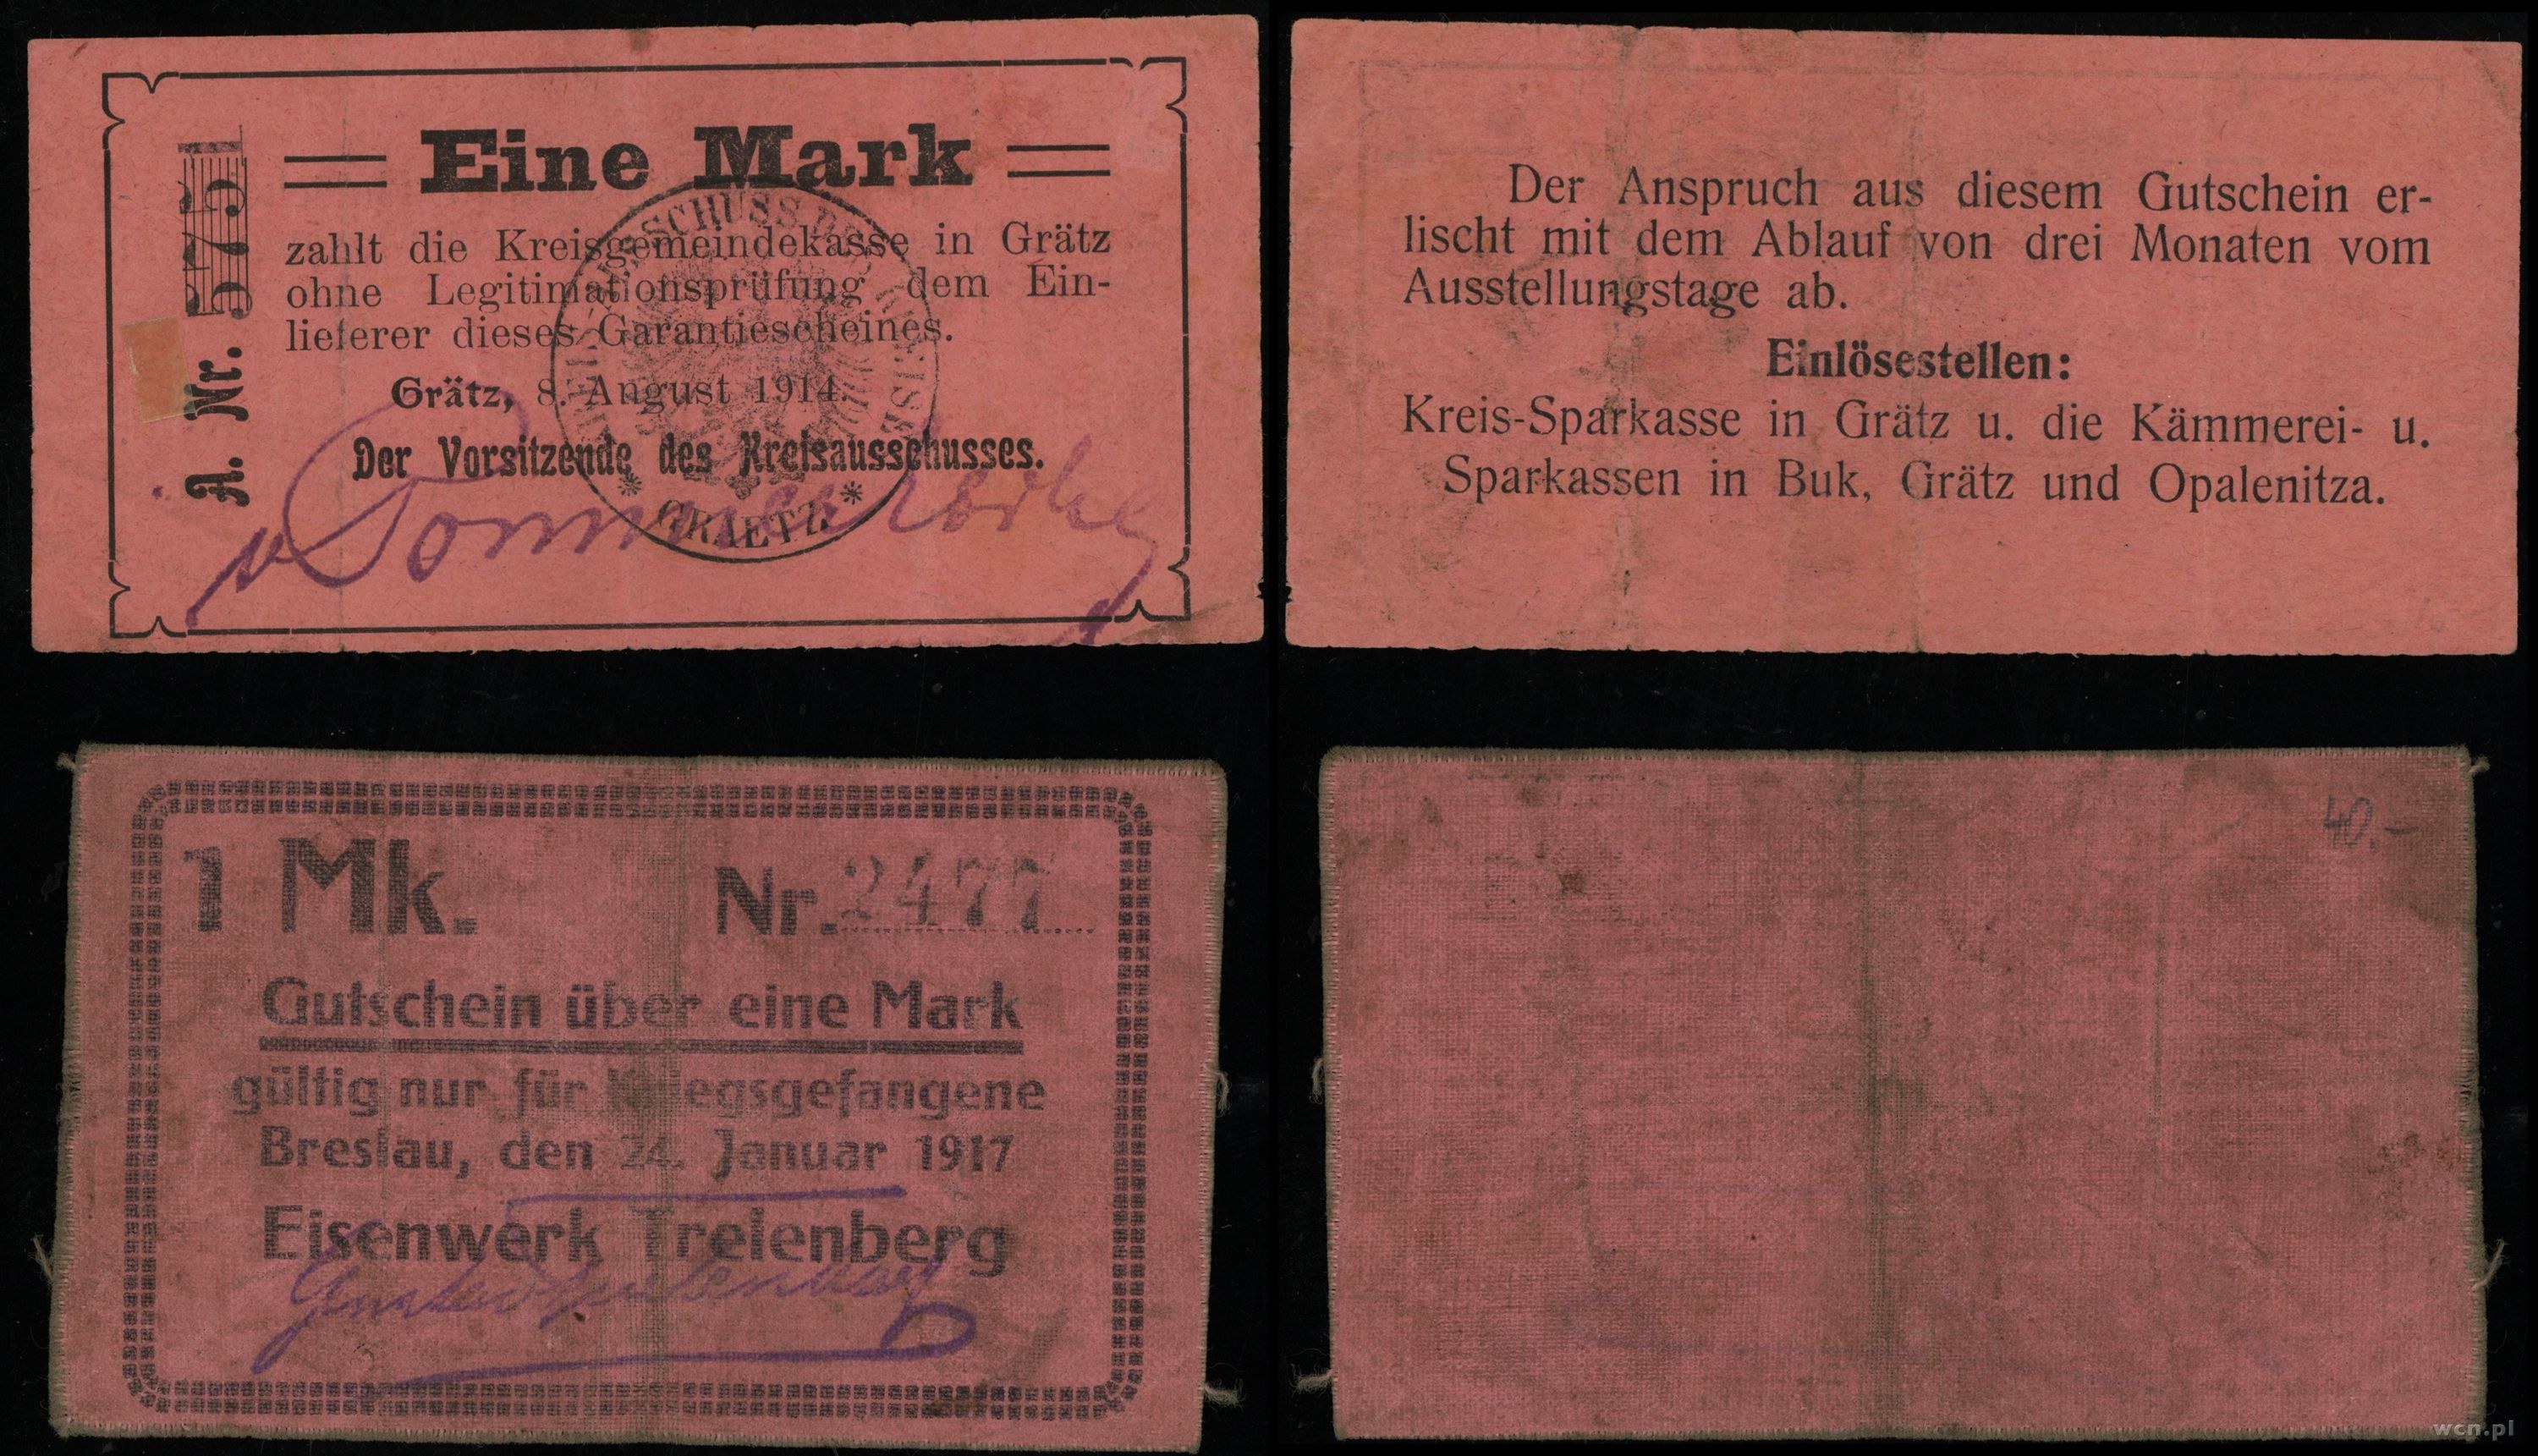 Eine Mark
zahlt die Kreisgemeindekasse in Grätz
ohne Legitimationsprüfung dem Ein-
lieferer dieses Garantiescheines.
Grätz, 8. August 1914.
Der Vorsitzende des Kreisausschusses.
A. Nr. 575
GRAETZ
Der Anspruch aus diesem Gutschein er-
lischt mit dem Ablauf von drei Monaten vom
Ausstellungstage ab.
Einlösestellen:
Kreis-Sparkasse in Grätz u. die Kämmerei- u.
Sparkassen in Buk, Grätz und Opalenitza.
1 Mk. Nr. 2477
Gutschein über eine Mark
gültig nur für Kriegsgefangene
Breslau, den 24. Januar 1917
Eisenwerk Trelenberg
40.-
wcn.pl